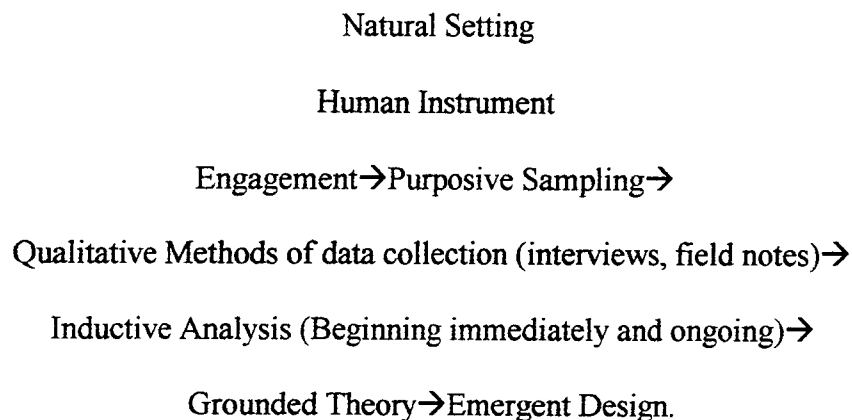 Natural Setting
Human Instrument
Engagement→Purposive Sampling→
Qualitative Methods of data collection (interviews, field notes)→
Inductive Analysis (Beginning immediately and ongoing)→
Grounded Theory→Emergent Design.